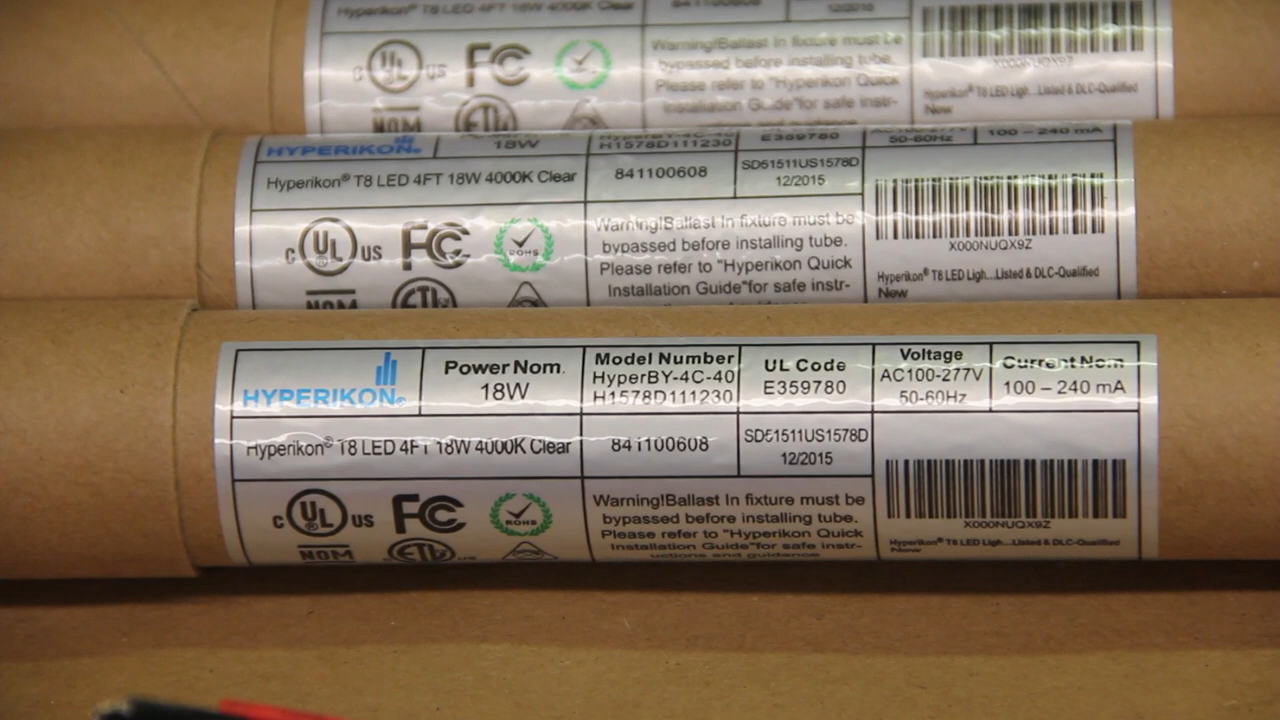 Hyperikon® T8 LED 4FT 18W 4000K Clear
841100608
12/2015
C UL US FC
Warning!Ballast In fixture must be
bypassed before installing tube.
Please refer to "Hyperikon Quick
Installation Guide"for safe instr-
X000NUQX9Z
Hyperikon® T8 LED Ligh...Listed & DLC-Qualified
New
NOM ETL
HYPERIKON®
18W
HyperBY-4C-40
H1578D111230
E359780
AC100-277V
50-60Hz
100 – 240 mA
Hyperikon® T8 LED 4FT 18W 4000K Clear
841100608
SD51511US1578D
12/2015
C UL US FC ROHS
Warning!Ballast In fixture must be
bypassed before installing tube.
Please refer to "Hyperikon Quick
Installation Guide"for safe instr-
X000NUQX9Z
Hyperikon® T8 LED Ligh...Listed & DLC-Qualified
New
NOM ETL
HYPERIKON®
Power Nom.
18W
Model Number
HyperBY-4C-40
H1578D111230
UL Code
E359780
Voltage
AC100-277V
50-60Hz
Current Nom
100 – 240 mA
Hyperikon® T8 LED 4FT 18W 4000K Clear
841100608
SD51511US1578D
12/2015
C UL US FC ROHS
NOM ETL US
Warning!Ballast In fixture must be
bypassed before installing tube.
Please refer to "Hyperikon Quick
Installation Guide"for safe instr-
uctions and guidance
X000NUQX9Z
Hyperikon® T8 LED Ligh...Listed & DLC-Qualified
New